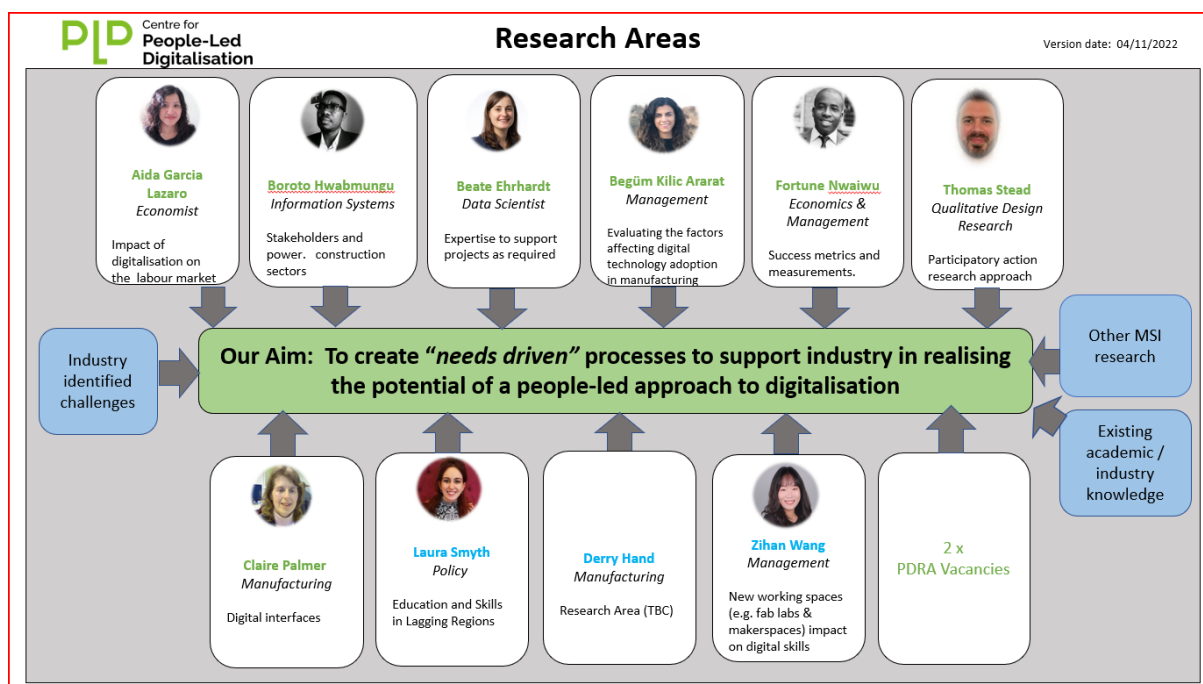 PLD
Centre for
People-Led
Digitalisation
Research Areas
Version date: 04/11/2022
Aida Garcia
Lazaro
Economist
Impact of
digitalisation on
the labour market
Boroto Hwabmungu
Information Systems
Stakeholders and
power. construction
sectors
Beate Ehrhardt
Data Scientist
Expertise to support
projects as required
Begüm Kilic Ararat
Management
Evaluating the factors
affecting digital
technology adoption
in manufacturing
Fortune Nwaiwu
Economics &
Management
Success metrics and
measurements.
Thomas Stead
Qualitative Design
Research
Participatory action
research approach
Industry
identified
challenges
Our Aim: To create “needs driven” processes to support industry in realising
the potential of a people-led approach to digitalisation
Other MSI
research
Existing
academic /
industry
knowledge
Claire Palmer
Manufacturing
Digital interfaces
Laura Smyth
Policy
Education and Skills
in Lagging Regions
Derry Hand
Manufacturing
Research Area (TBC)
Zihan Wang
Management
New working spaces
(e.g. fab labs &
makerspaces) impact
on digital skills
2 x
PDRA Vacancies